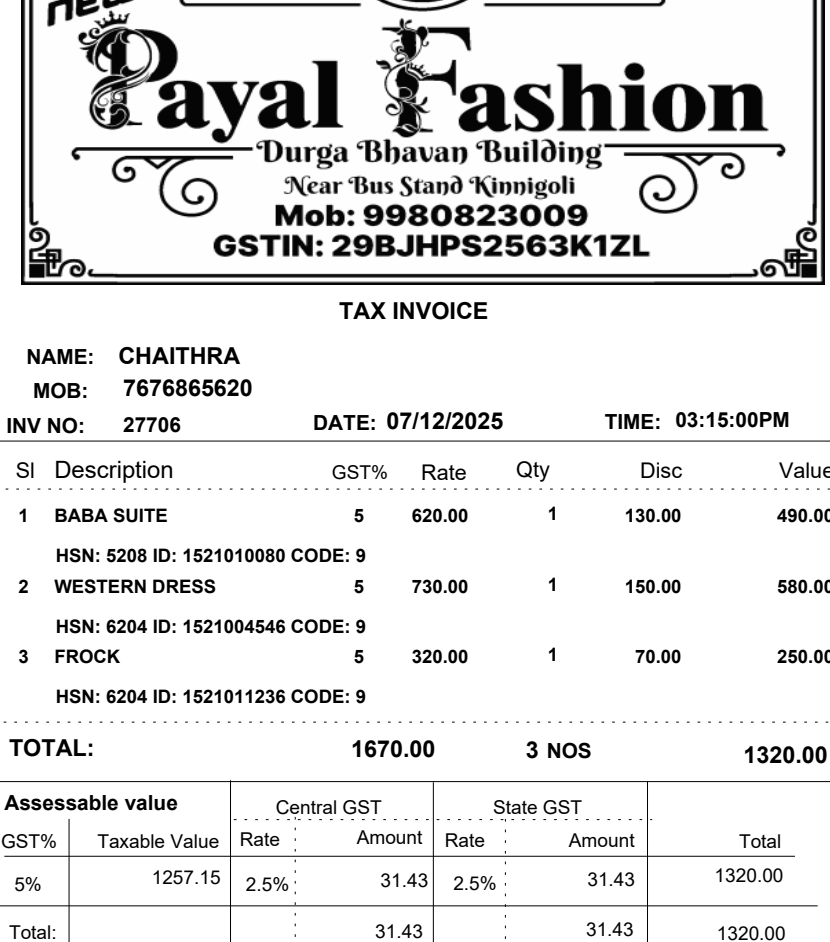 new
Payal Fashion
Durga Bhavan Building
Near Bus Stand Kinnigoli
Mob: 9980823009
GSTIN: 29BJHPS2563K1ZL
TAX INVOICE
NAME: CHAITHRA
MOB: 7676865620
INV NO: 27706 DATE: 07/12/2025 TIME: 03:15:00PM
Sl Description GST% Rate Qty Disc Value
1 BABA SUITE 5 620.00 1 130.00 490.00
HSN: 5208 ID: 1521010080 CODE: 9
2 WESTERN DRESS 5 730.00 1 150.00 580.00
HSN: 6204 ID: 1521004546 CODE: 9
3 FROCK 5 320.00 1 70.00 250.00
HSN: 6204 ID: 1521011236 CODE: 9
TOTAL: 1670.00 3 NOS 1320.00
Assessable value Central GST State GST
GST% Taxable Value Rate Amount Rate Amount Total
5% 1257.15 2.5% 31.43 2.5% 31.43 1320.00
Total: 31.43 31.43 1320.00